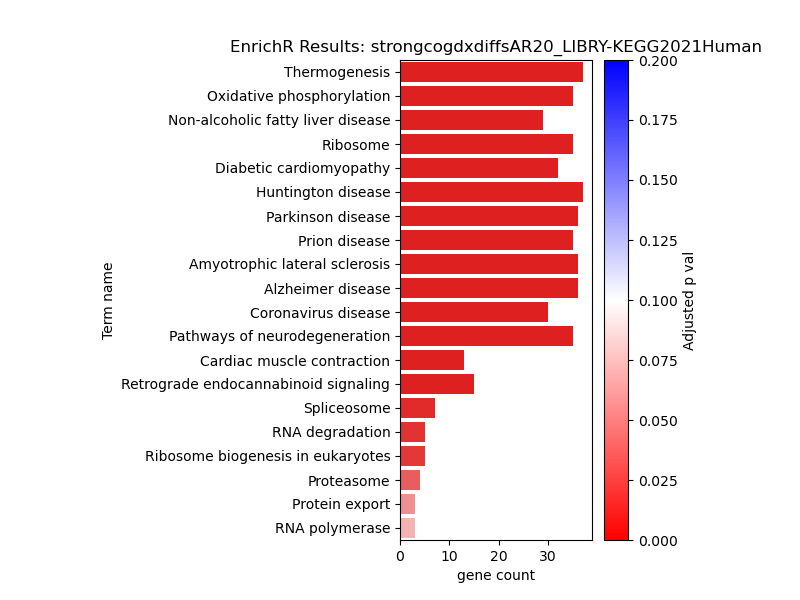 EnrichR Results: strongcogdxdiffsAR20_LIBRY-KEGG2021Human
Thermogenesis
Oxidative phosphorylation
Non-alcoholic fatty liver disease
Ribosome
Diabetic cardiomyopathy
Huntington disease
Parkinson disease
Prion disease
Amyotrophic lateral sclerosis
Alzheimer disease
Coronavirus disease
Pathways of neurodegeneration
Cardiac muscle contraction
Retrograde endocannabinoid signaling
Spliceosome
RNA degradation
Ribosome biogenesis in eukaryotes
Proteasome
Protein export
RNA polymerase
Term name
0 10 20 30
gene count
0.200
0.175
0.150
0.125
0.100
0.075
0.050
0.025
0.000
Adjusted p val